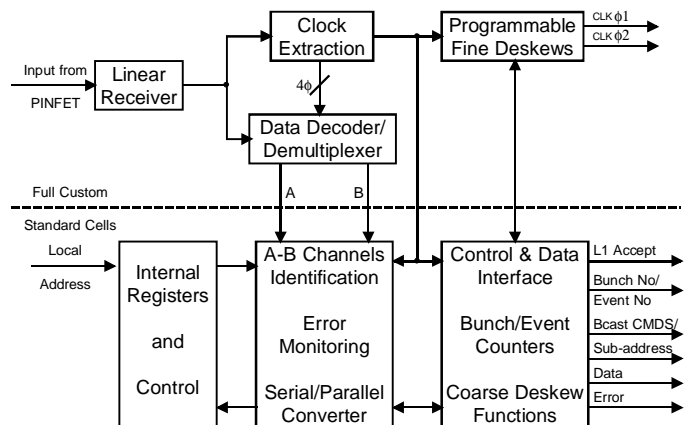 Clock
Extraction
Programmable
Fine Deskews
CLK ϕ1
CLK ϕ2
Input from
PINFET
Linear
Receiver
4ϕ
Data Decoder/
Demultiplexer
A
B
Full Custom
Standard Cells
Local
Address
Internal
Registers
and
Control
A-B Channels
Identification
Error
Monitoring
Serial/Parallel
Converter
Control & Data
Interface
Bunch/Event
Counters
Coarse Deskew
Functions
L1 Accept
Bunch No/
Event No
Bcast CMDS/
Sub-address
Data
Error